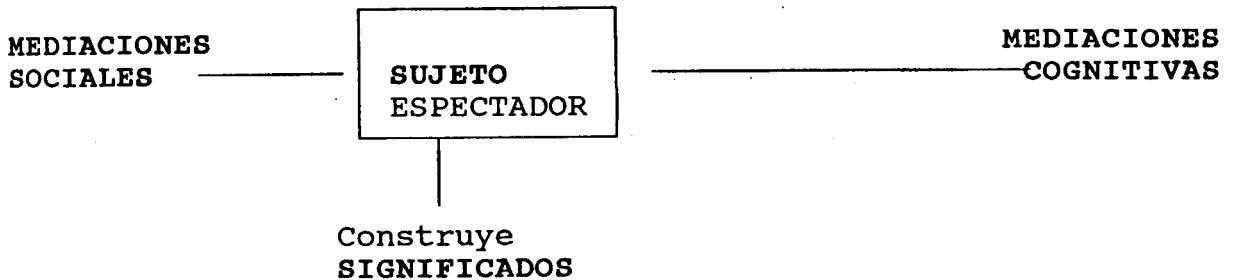 MEDIACIONES
SOCIALES
SUJETO
ESPECTADOR
MEDIACIONES
COGNITIVAS
Construye
SIGNIFICADOS